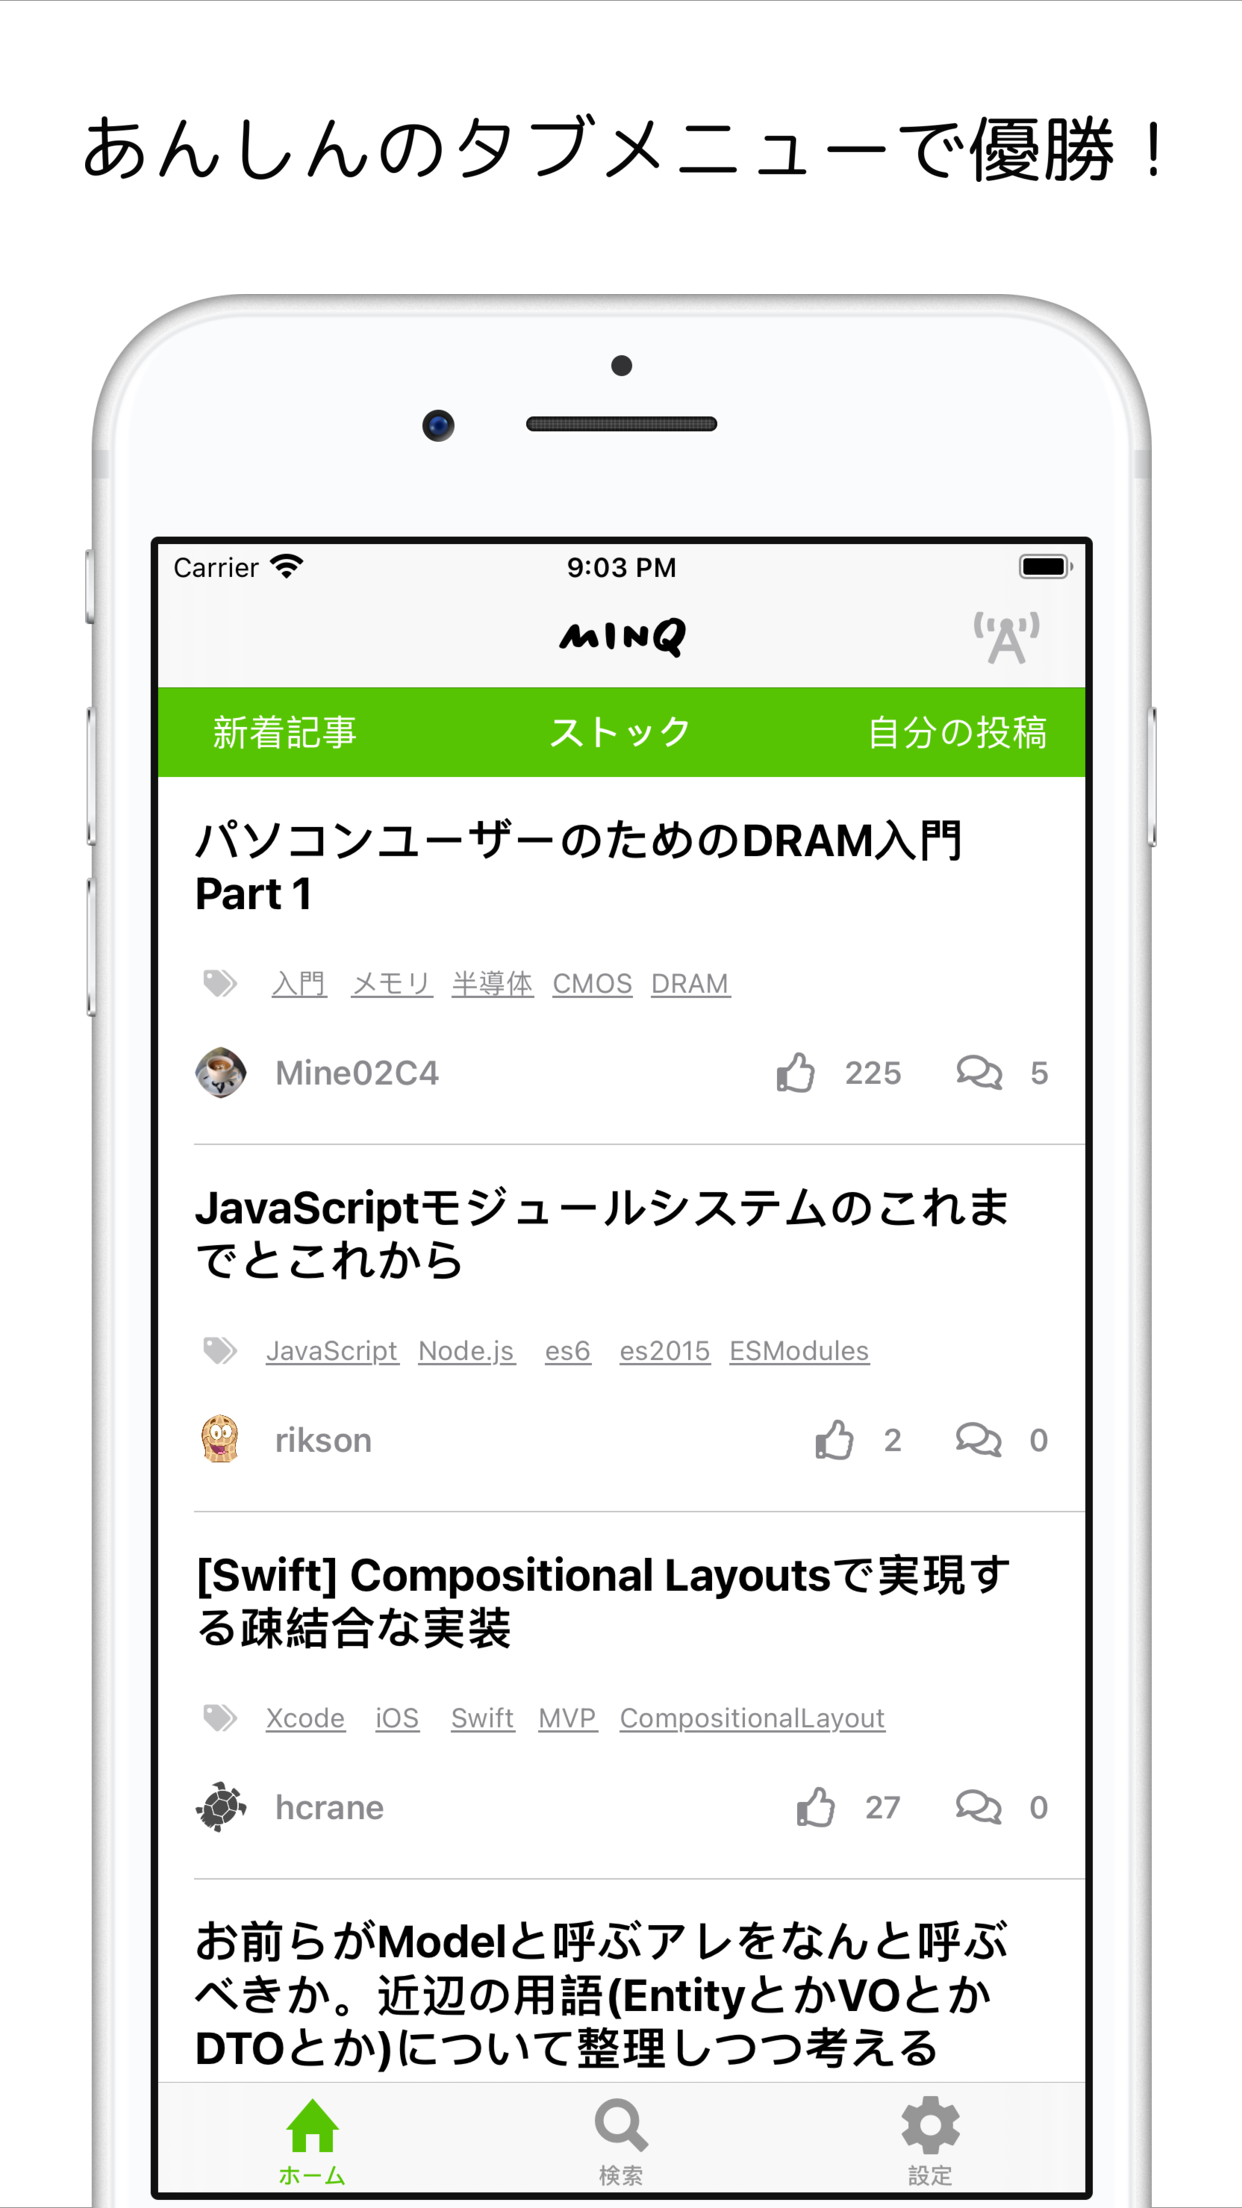 あんしんのタブメニューで優勝！
Carrier 9:03 PM
MINQ
新着記事 ストック 自分の投稿
パソコンユーザーのためのDRAM入門
Part 1
入門 メモリ 半導体 CMOS DRAM
Mine02C4 225 5
JavaScriptモジュールシステムのこれま
でとこれから
JavaScript Node.js es6 es2015 ESModules
rikson 2 0
[Swift] Compositional Layoutsで実現す
る疎結合な実装
Xcode iOS Swift MVP CompositionalLayout
hcrane 27 0
お前らがModelと呼ぶアレをなんと呼ぶ
べきか。近辺の用語(EntityとかVOとか
DTOとか)について整理しつつ考える
ホーム 検索 設定